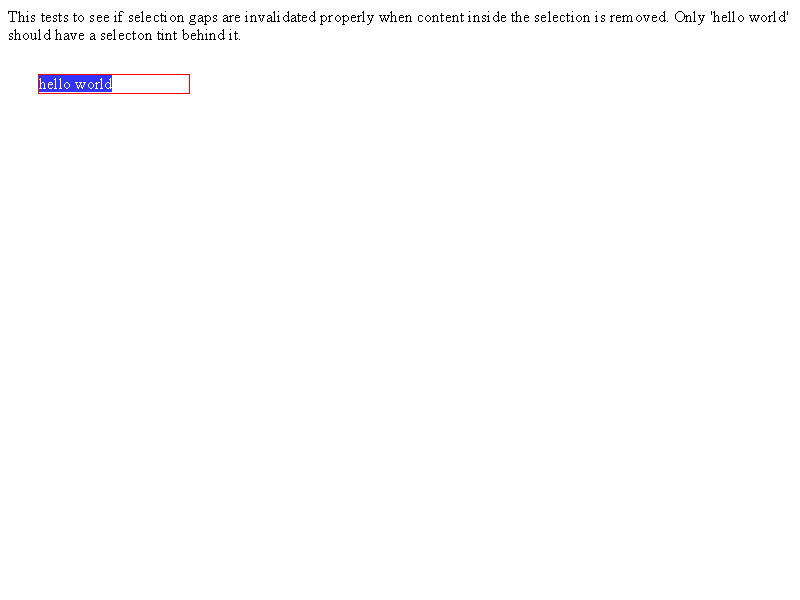 This tests to see if selection gaps are invalidated properly when content inside the selection is removed. Only 'hello world'
should have a selecton tint behind it.
hello world